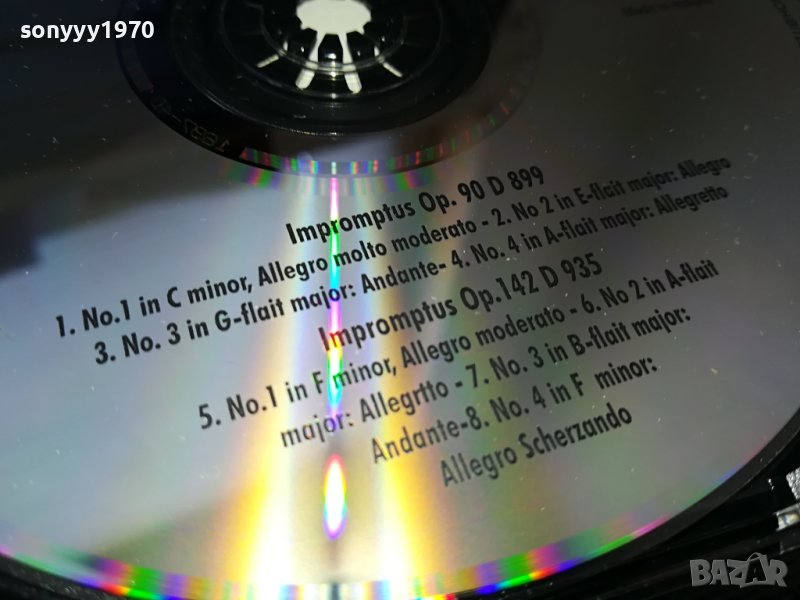 sonyyy1970
Impromptus Op. 90 D 899
1. No.1 in C minor, Allegro molto moderato - 2. No 2 in E-flait major: Allegro
3. No. 3 in G-flait major: Andante- 4. No. 4 in A-flait major: Allegretto
Impromptus Op.142 D 935
5. No.1 in F minor, Allegro moderato - 6. No 2 in A-flait
major: Allegrtto - 7. No. 3 in B-flait major:
Andante-8. No. 4 in F minor:
Allegro Scherzando
BAZAR